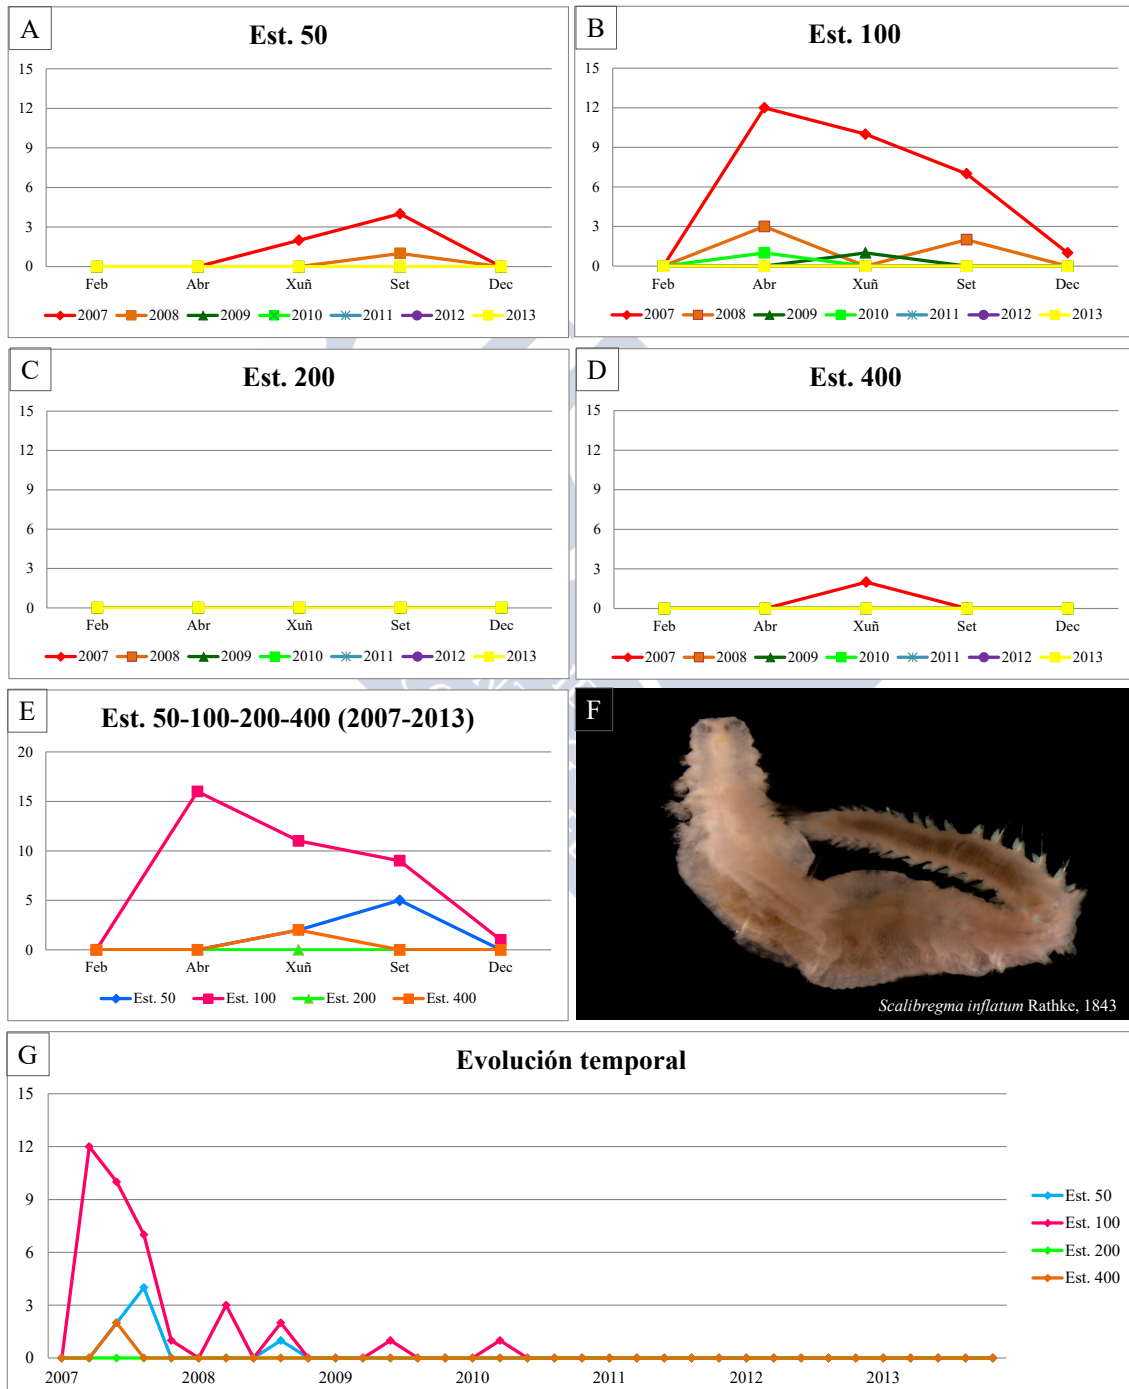 A
Est. 50
15
12
9
6
3
0
Feb Abr Xuñ Set Dec
2007 2008 2009 2010 2011 2012 2013
B
Est. 100
15
12
9
6
3
0
Feb Abr Xuñ Set Dec
2007 2008 2009 2010 2011 2012 2013
C
Est. 200
15
12
9
6
3
0
Feb Abr Xuñ Set Dec
2007 2008 2009 2010 2011 2012 2013
D
Est. 400
15
12
9
6
3
0
Feb Abr Xuñ Set Dec
2007 2008 2009 2010 2011 2012 2013
E
Est. 50-100-200-400 (2007-2013)
20
15
10
5
0
Feb Abr Xuñ Set Dec
Est. 50 Est. 100 Est. 200 Est. 400
F
Scalibregma inflatum Rathke, 1843
G
Evolución temporal
15
12
9
6
3
0
2007 2008 2009 2010 2011 2012 2013
Est. 50
Est. 100
Est. 200
Est. 400